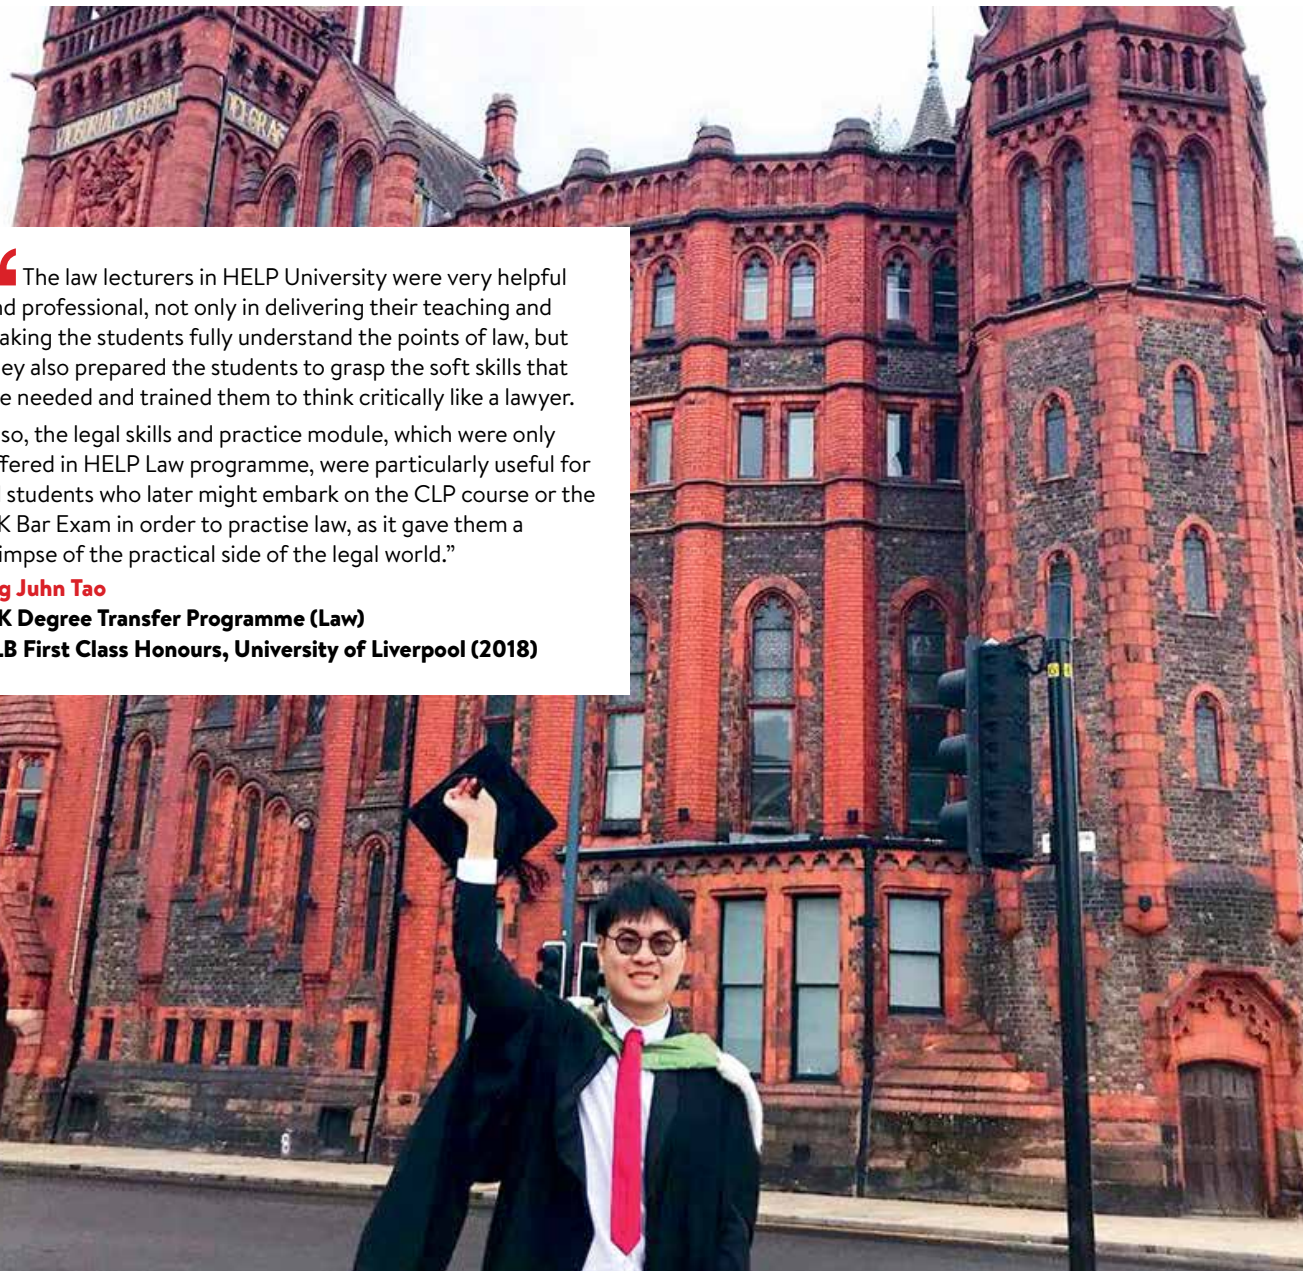 “The law lecturers in HELP University were very helpful
nd professional, not only in delivering their teaching and
aking the students fully understand the points of law, but
ey also prepared the students to grasp the soft skills that
e needed and trained them to think critically like a lawyer.
so, the legal skills and practice module, which were only
ffered in HELP Law programme, were particularly useful for
l students who later might embark on the CLP course or the
K Bar Exam in order to practise law, as it gave them a
impse of the practical side of the legal world.”
g Juhn Tao
K Degree Transfer Programme (Law)
LB First Class Honours, University of Liverpool (2018)